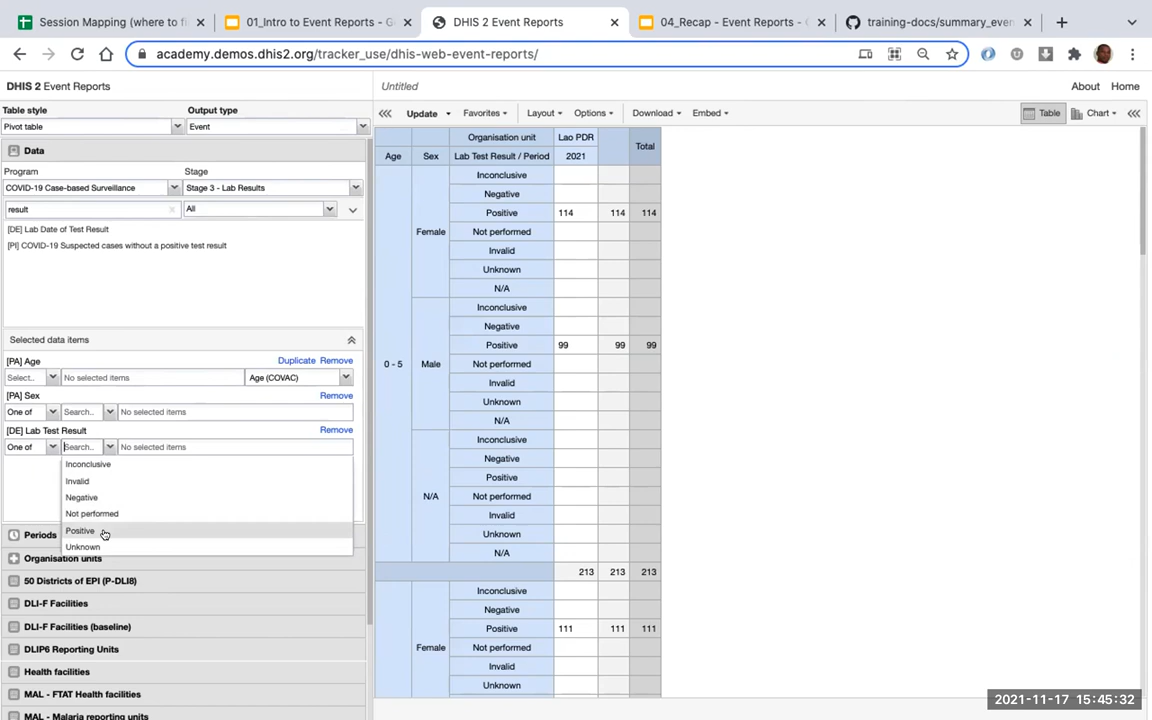 Session Mapping (where to fi
01_Intro to Event Reports - G
DHIS 2 Event Reports
04_Recap - Event Reports - G
training-docs/summary_even
academy.demos.dhis2.org/tracker_use/dhis-web-event-reports/
DHIS 2 Event Reports
Untitled
About Home
Table style Output type
Pivot table Event
Update Favorites Layout Options Download Embed Table Chart
Data
Program Stage
COVID-19 Case-based Surveillance Stage 3 - Lab Results
result All
[DE] Lab Date of Test Result
[PI] COVID-19 Suspected cases without a positive test result
Selected data items
[PA] Age Duplicate Remove
Select.. No selected items Age (COVAC)
[PA] Sex Remove
One of Search.. No selected items
[DE] Lab Test Result Remove
One of Search.. No selected items
Inconclusive
Invalid
Negative
Not performed
Positive
Unknown
Periods
Organisation units
50 Districts of EPI (P-DLI8)
DLI-F Facilities
DLI-F Facilities (baseline)
DLIP6 Reporting Units
Health facilities
MAL - FTAT Health facilities
MAL - Malaria reporting units
Organisation unit Lao PDR Total
Age Sex Lab Test Result / Period 2021
0 - 5
Female
Inconclusive
Negative
Positive 114 114 114
Not performed
Invalid
Unknown
N/A
Male
Inconclusive
Negative
Positive 99 99 99
Not performed
Invalid
Unknown
N/A
N/A
Inconclusive
Negative
Positive
Not performed
Invalid
Unknown
N/A
213 213 213
Female
Inconclusive
Negative
Positive 111 111 111
Not performed
Invalid
Unknown
2021-11-17 15:45:32